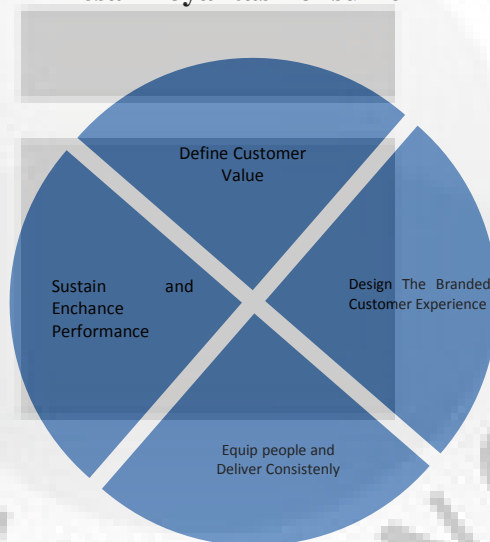 Define Customer
Value
Sustain and
Enchance
Performance
Design The Branded
Customer Experience
Equip people and
Deliver Consistenly